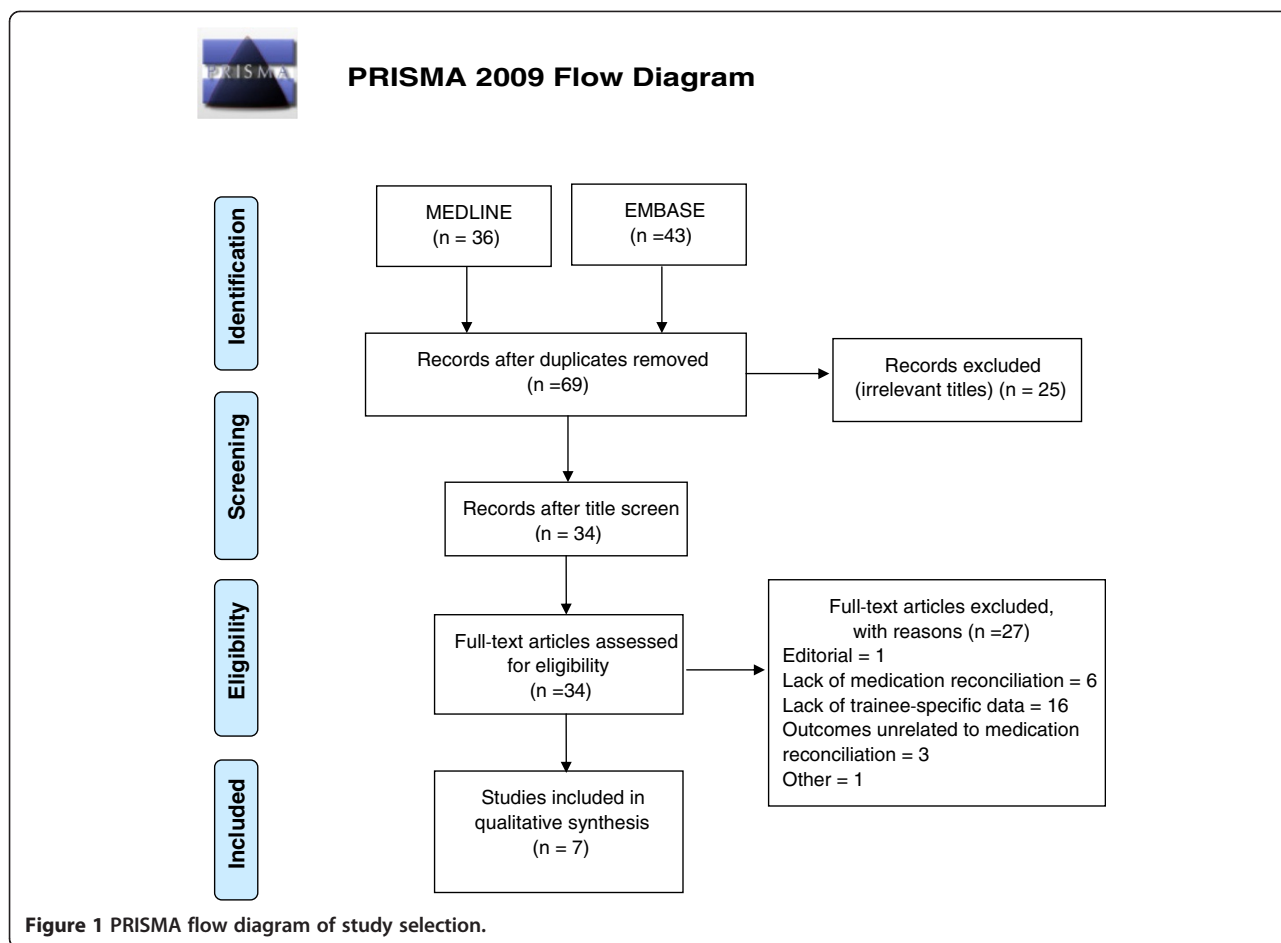 PRISMA
PRISMA 2009 Flow Diagram
Identification
MEDLINE
(n = 36)
EMBASE
(n =43)
Records after duplicates removed
(n =69)
Records excluded
(irrelevant titles) (n = 25)
Screening
Records after title screen
(n = 34)
Eligibility
Full-text articles assessed
for eligibility
(n =34)
Full-text articles excluded,
with reasons (n =27)
Editorial = 1
Lack of medication reconciliation = 6
Lack of trainee-specific data = 16
Outcomes unrelated to medication
reconciliation = 3
Other = 1
Included
Studies included in
qualitative synthesis
(n = 7)
Figure 1 PRISMA flow diagram of study selection.